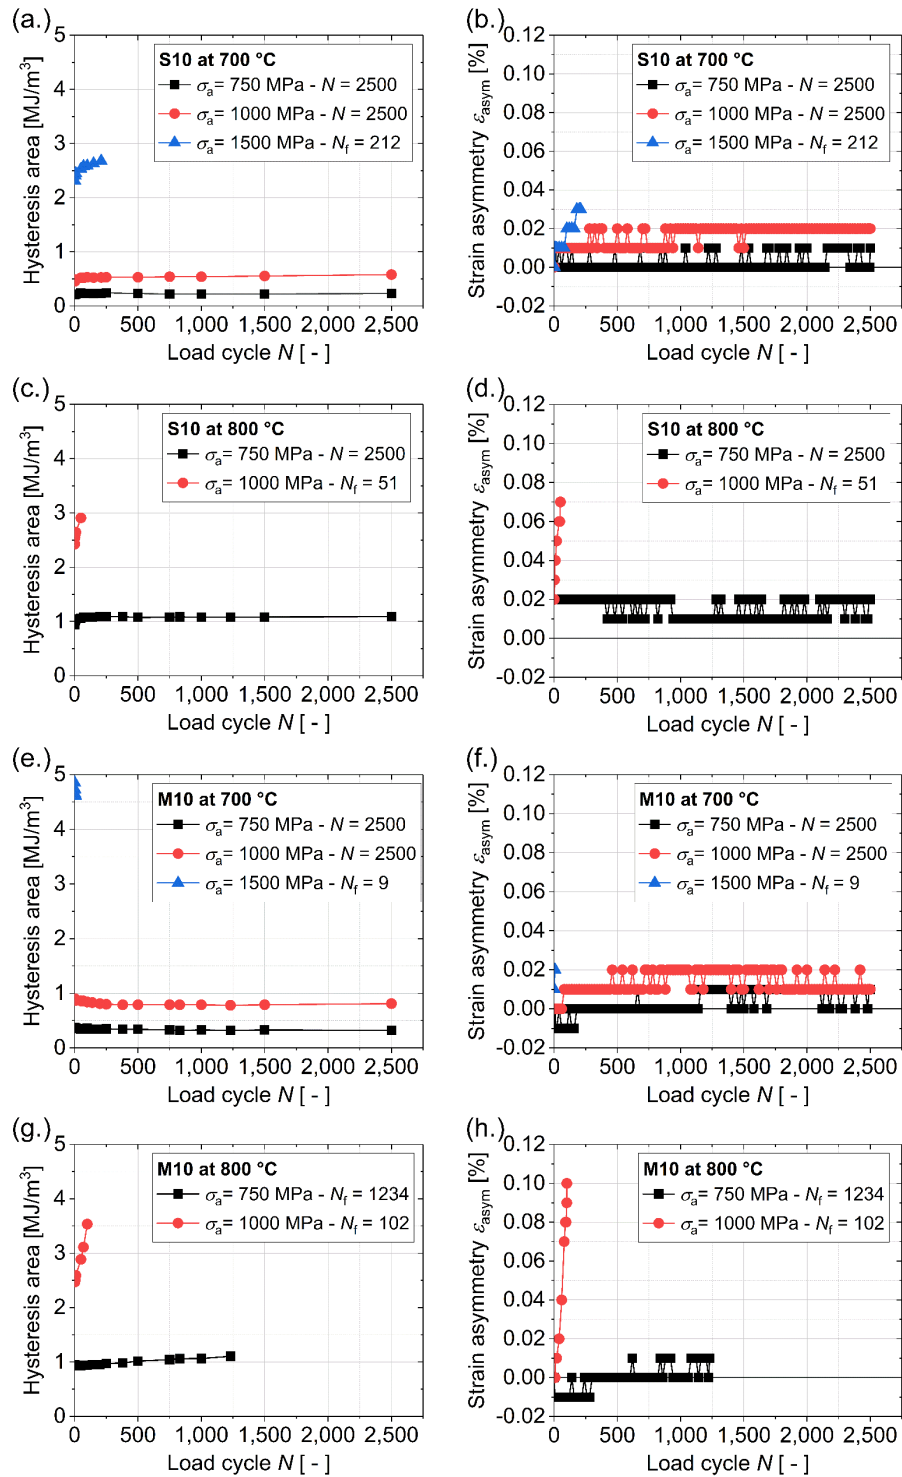 (a.)
Hysteresis area [MJ/m³]
5
4
3
2
1
0
S10 at 700 °C
σa= 750 MPa - N = 2500
σa= 1000 MPa - N = 2500
σa= 1500 MPa - Nf = 212
0 500 1,000 1,500 2,000 2,500
Load cycle N [ - ]
(b.)
Strain asymmetry εasym [%]
0.12
0.10
0.08
0.06
0.04
0.02
0.00
-0.02
S10 at 700 °C
σa= 750 MPa - N = 2500
σa= 1000 MPa - N = 2500
σa= 1500 MPa - Nf = 212
0 500 1,000 1,500 2,000 2,500
Load cycle N [ - ]
(c.)
Hysteresis area [MJ/m³]
5
4
3
2
1
0
S10 at 800 °C
σa= 750 MPa - N = 2500
σa= 1000 MPa - Nf = 51
0 500 1,000 1,500 2,000 2,500
Load cycle N [ - ]
(d.)
Strain asymmetry εasym [%]
0.12
0.10
0.08
0.06
0.04
0.02
0.00
-0.02
S10 at 800 °C
σa= 750 MPa - N = 2500
σa= 1000 MPa - Nf = 51
0 500 1,000 1,500 2,000 2,500
Load cycle N [ - ]
(e.)
Hysteresis area [MJ/m³]
5
4
3
2
1
0
M10 at 700 °C
σa= 750 MPa - N = 2500
σa= 1000 MPa - N = 2500
σa= 1500 MPa - Nf = 9
0 500 1,000 1,500 2,000 2,500
Load cycle N [ - ]
(f.)
Strain asymmetry εasym [%]
0.12
0.10
0.08
0.06
0.04
0.02
0.00
-0.02
M10 at 700 °C
σa= 750 MPa - N = 2500
σa= 1000 MPa - N = 2500
σa= 1500 MPa - Nf = 9
0 500 1,000 1,500 2,000 2,500
Load cycle N [ - ]
(g.)
Hysteresis area [MJ/m³]
5
4
3
2
1
0
M10 at 800 °C
σa= 750 MPa - Nf = 1234
σa= 1000 MPa - Nf = 102
0 500 1,000 1,500 2,000 2,500
Load cycle N [ - ]
(h.)
Strain asymmetry εasym [%]
0.12
0.10
0.08
0.06
0.04
0.02
0.00
-0.02
M10 at 800 °C
σa= 750 MPa - Nf = 1234
σa= 1000 MPa - Nf = 102
0 500 1,000 1,500 2,000 2,500
Load cycle N [ - ]